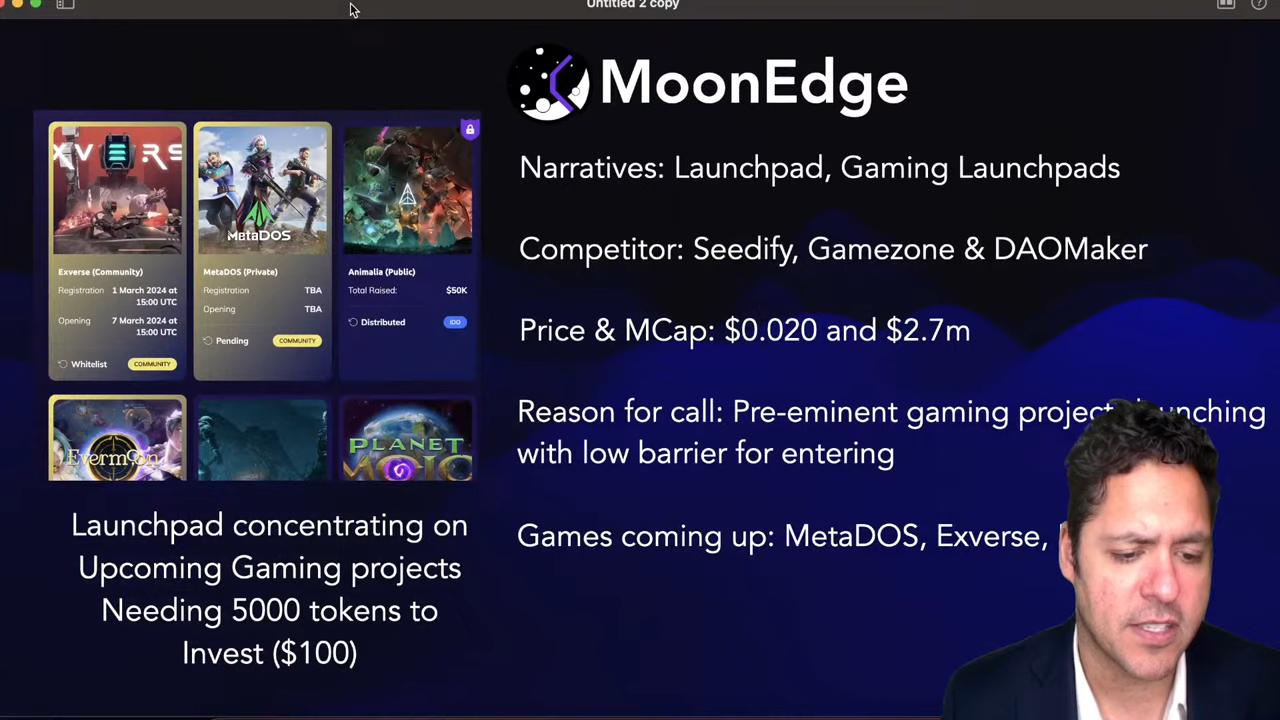 Untitled 2 copy
MoonEdge
Narratives: Launchpad, Gaming Launchpads
Competitor: Seedify, Gamezone & DAOMaker
Price & MCap: $0.020 and $2.7m
Reason for call: Pre-eminent gaming project
with low barrier for entering
Games coming up: MetaDOS, Exverse,
XVERS
Exverse (Community)
Registration 1 March 2024 at
15:00 UTC
Opening 7 March 2024 at
15:00 UTC
Whitelist COMMUNITY
MetaDOS
MetaDOS (Private)
Registration TBA
Opening TBA
Pending COMMUNITY
Animalia (Public)
Total Raised: $50K
Distributed IDO
Evermoon
PLANET
MOJO
Launchpad concentrating on
Upcoming Gaming projects
Needing 5000 tokens to
Invest ($100)